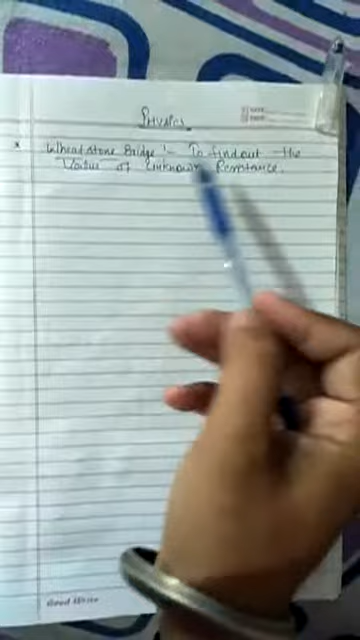 Physics
* Wheatstone Bridge :- To find out the
Value of Unknown Resistance.
Good Write